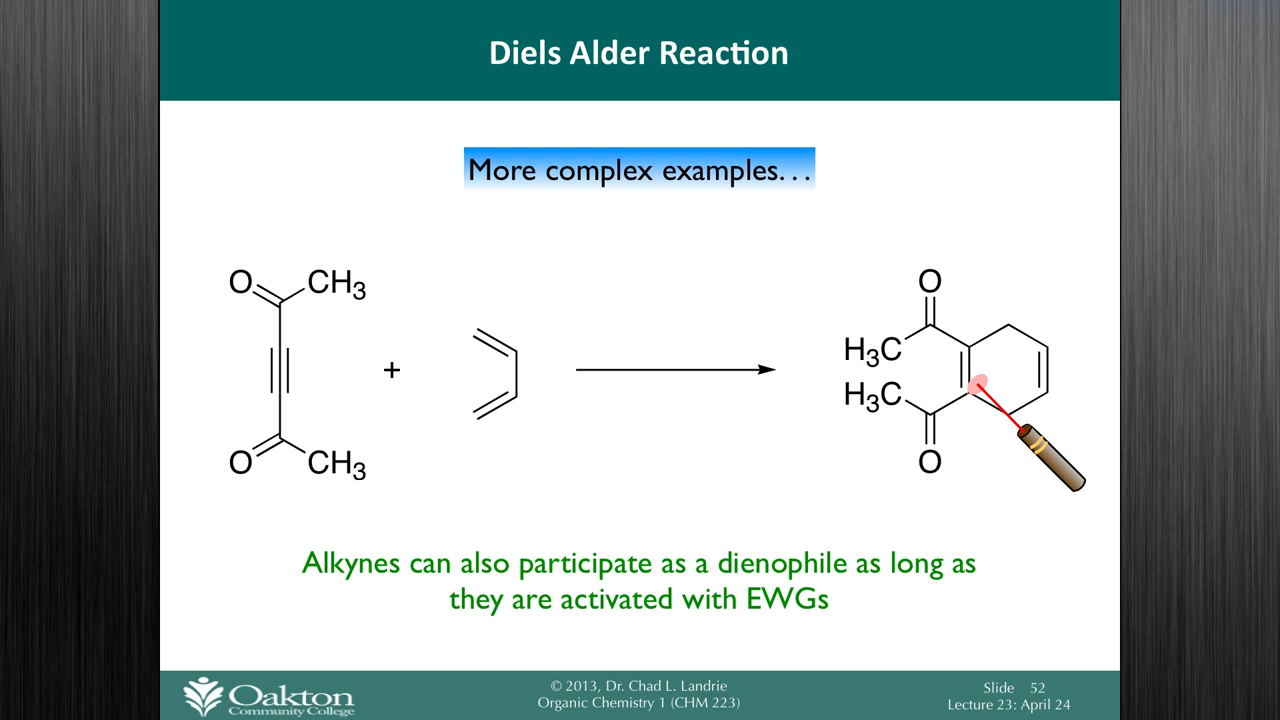 Diels Alder Reaction
More complex examples...
O CH3
O CH3
+
O
H3C
H3C
O
Alkynes can also participate as a dienophile as long as
they are activated with EWGs
Oakton
Community College
© 2013, Dr. Chad L. Landrie
Organic Chemistry 1 (CHM 223)
Slide 52
Lecture 23: April 24